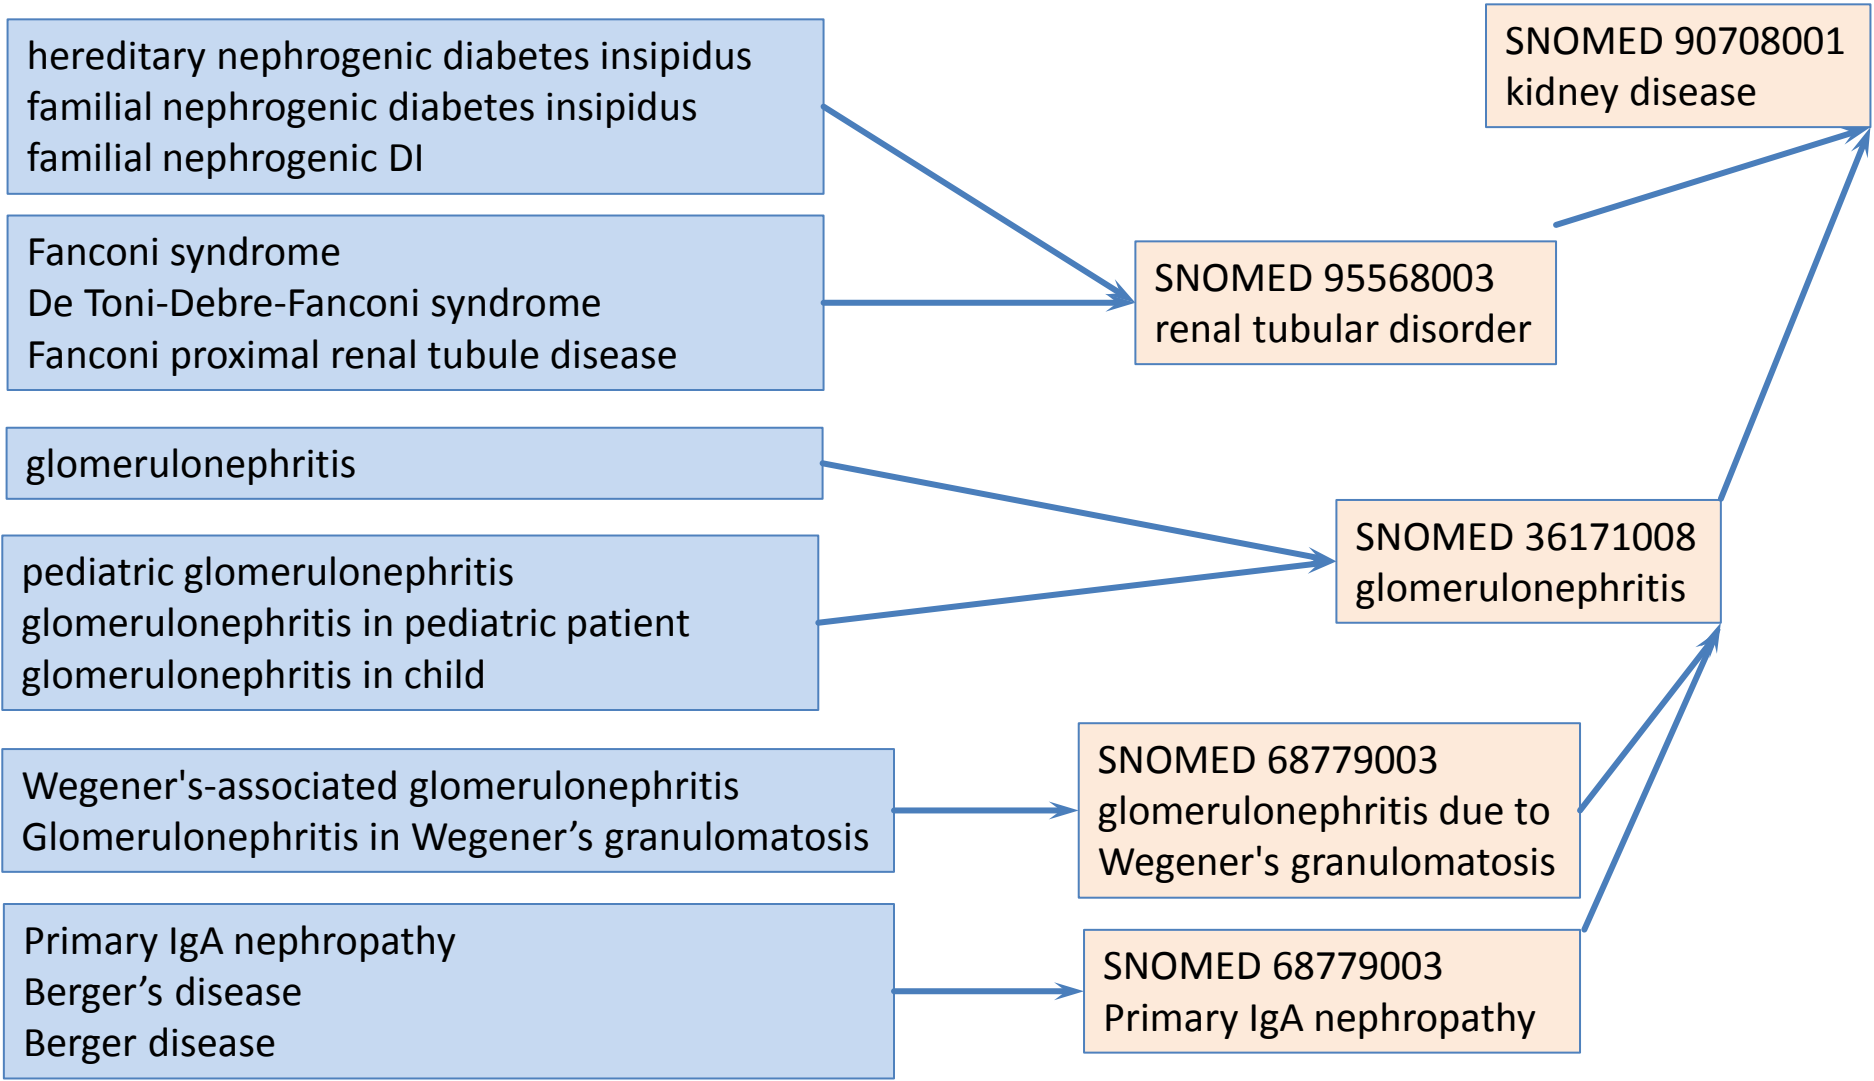 hereditary nephrogenic diabetes insipidus
familial nephrogenic diabetes insipidus
familial nephrogenic DI
Fanconi syndrome
De Toni-Debre-Fanconi syndrome
Fanconi proximal renal tubule disease
glomerulonephritis
pediatric glomerulonephritis
glomerulonephritis in pediatric patient
glomerulonephritis in child
Wegener's-associated glomerulonephritis
Glomerulonephritis in Wegener’s granulomatosis
Primary IgA nephropathy
Berger’s disease
Berger disease
SNOMED 90708001
kidney disease
SNOMED 95568003
renal tubular disorder
SNOMED 36171008
glomerulonephritis
SNOMED 68779003
glomerulonephritis due to
Wegener's granulomatosis
SNOMED 68779003
Primary IgA nephropathy